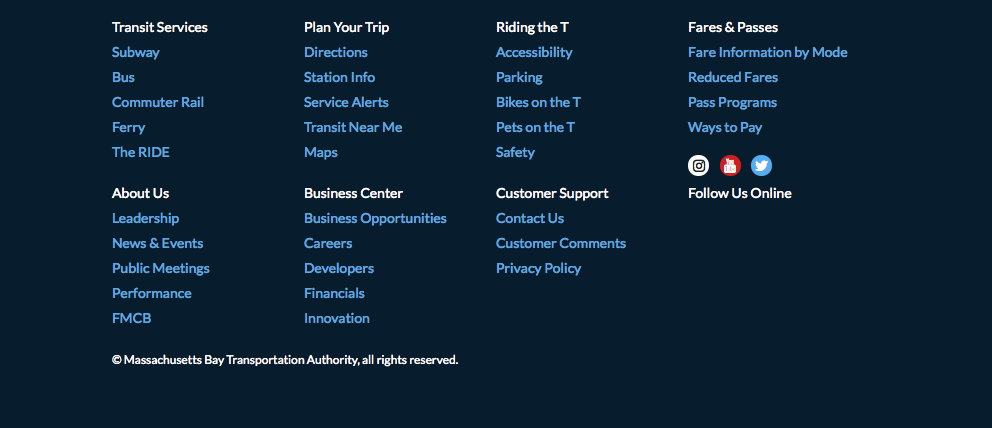 Transit Services
Subway
Bus
Commuter Rail
Ferry
The RIDE
Plan Your Trip
Directions
Station Info
Service Alerts
Transit Near Me
Maps
Riding the T
Accessibility
Parking
Bikes on the T
Pets on the T
Safety
Fares & Passes
Fare Information by Mode
Reduced Fares
Pass Programs
Ways to Pay
About Us
Leadership
News & Events
Public Meetings
Performance
FMCB
Business Center
Business Opportunities
Careers
Developers
Financials
Innovation
Customer Support
Contact Us
Customer Comments
Privacy Policy
Follow Us Online
© Massachusetts Bay Transportation Authority, all rights reserved.